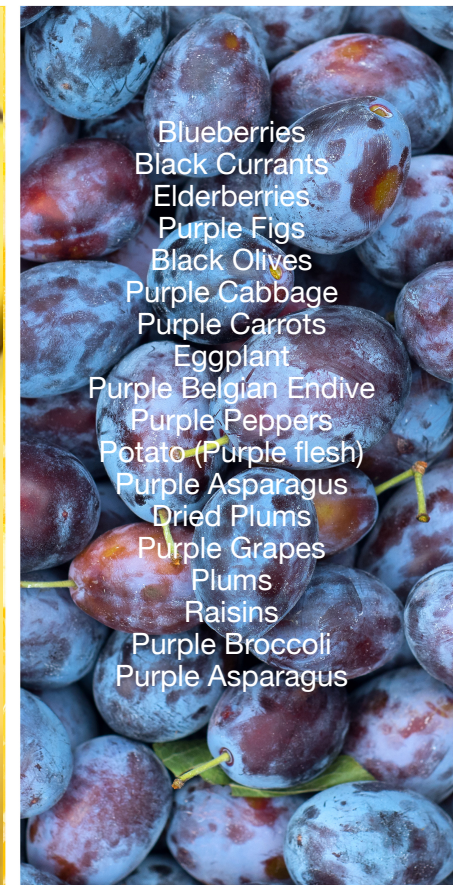 Blueberries
Black Currants
Elderberries
Purple Figs
Black Olives
Purple Cabbage
Purple Carrots
Eggplant
Purple Belgian Endive
Purple Peppers
Potato (Purple flesh)
Purple Asparagus
Dried Plums
Purple Grapes
Plums
Raisins
Purple Broccoli
Purple Asparagus